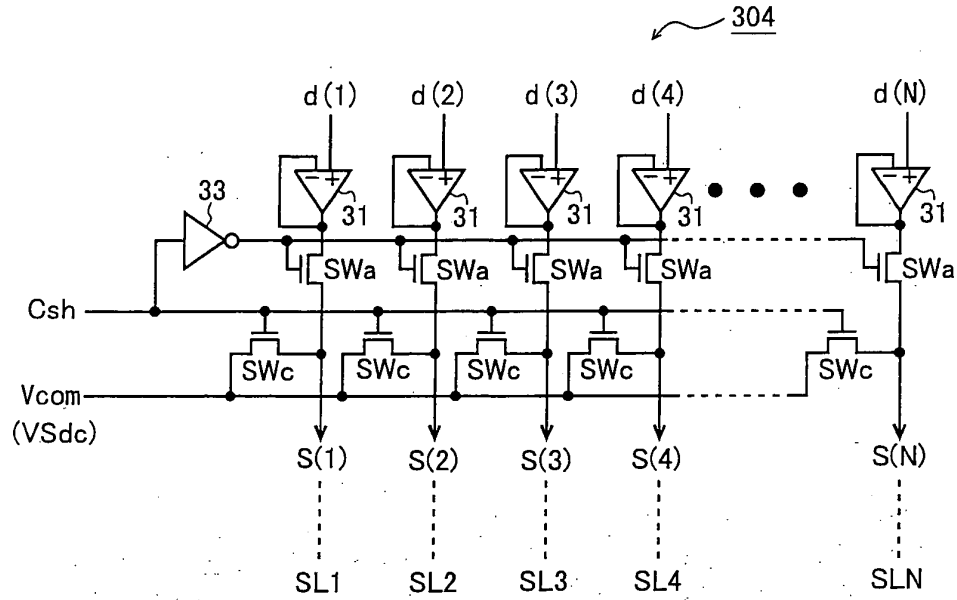 304
d(1) d(2) d(3) d(4) d(N)
− + − + − + − + − +
33 31 31 31 31 31
SWa SWa SWa SWa SWa
Csh
SWc SWc SWc SWc SWc
Vcom
(VSdc)
S(1) S(2) S(3) S(4) S(N)
SL1 SL2 SL3 SL4 SLN